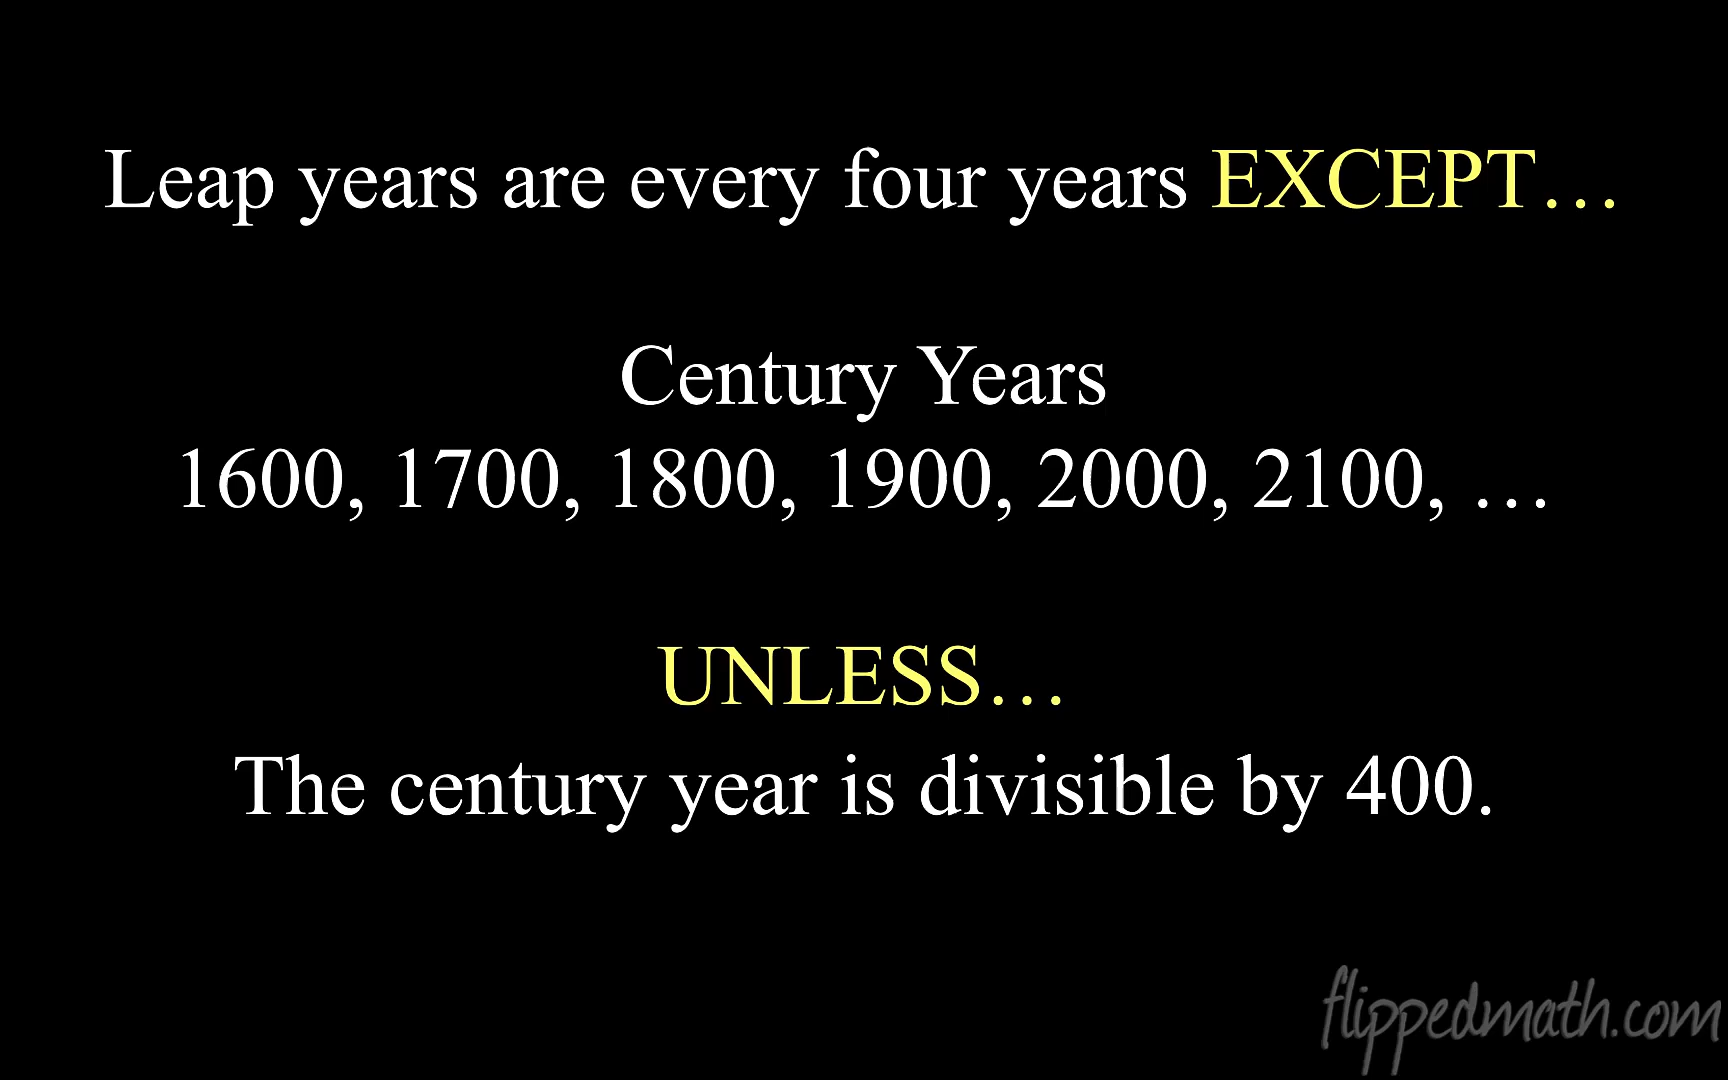 Leap years are every four years EXCEPT…
Century Years
1600, 1700, 1800, 1900, 2000, 2100, …
UNLESS…
The century year is divisible by 400.
flippedmath.com